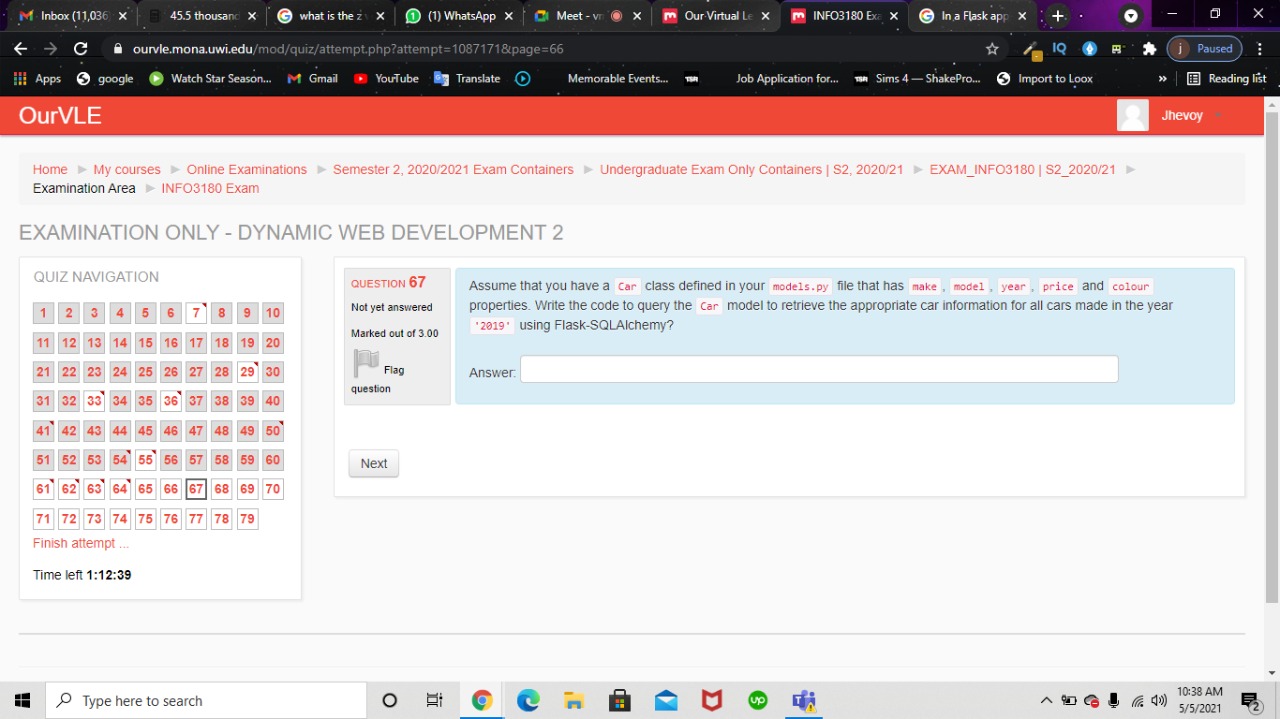 Inbox (11,036
45.5 thousand
what is the z v
(1) WhatsApp
Meet - vn
Our Virtual Le
INFO3180 Exa
In a Flask app
ourvle.mona.uwi.edu/mod/quiz/attempt.php?attempt=1087171&page=66
IQ
j Paused
Apps google Watch Star Season... Gmail YouTube Translate Memorable Events... TSR Job Application for... TSR Sims 4 — ShakePro... Import to Loox » Reading list
OurVLE
Jhevoy
Home ► My courses ► Online Examinations ► Semester 2, 2020/2021 Exam Containers ► Undergraduate Exam Only Containers | S2, 2020/21 ► EXAM_INFO3180 | S2_2020/21 ►
Examination Area ► INFO3180 Exam
EXAMINATION ONLY - DYNAMIC WEB DEVELOPMENT 2
QUIZ NAVIGATION
1 2 3 4 5 6 7 8 9 10
11 12 13 14 15 16 17 18 19 20
21 22 23 24 25 26 27 28 29 30
31 32 33 34 35 36 37 38 39 40
41 42 43 44 45 46 47 48 49 50
51 52 53 54 55 56 57 58 59 60
61 62 63 64 65 66 67 68 69 70
71 72 73 74 75 76 77 78 79
Finish attempt ...
Time left 1:12:39
QUESTION 67
Not yet answered
Marked out of 3.00
Flag
question
Assume that you have a Car class defined in your models.py file that has make , model , year , price and colour
properties. Write the code to query the Car model to retrieve the appropriate car information for all cars made in the year
'2019' using Flask-SQLAlchemy?
Answer:
Next
Type here to search
up
10:38 AM
5/5/2021
2